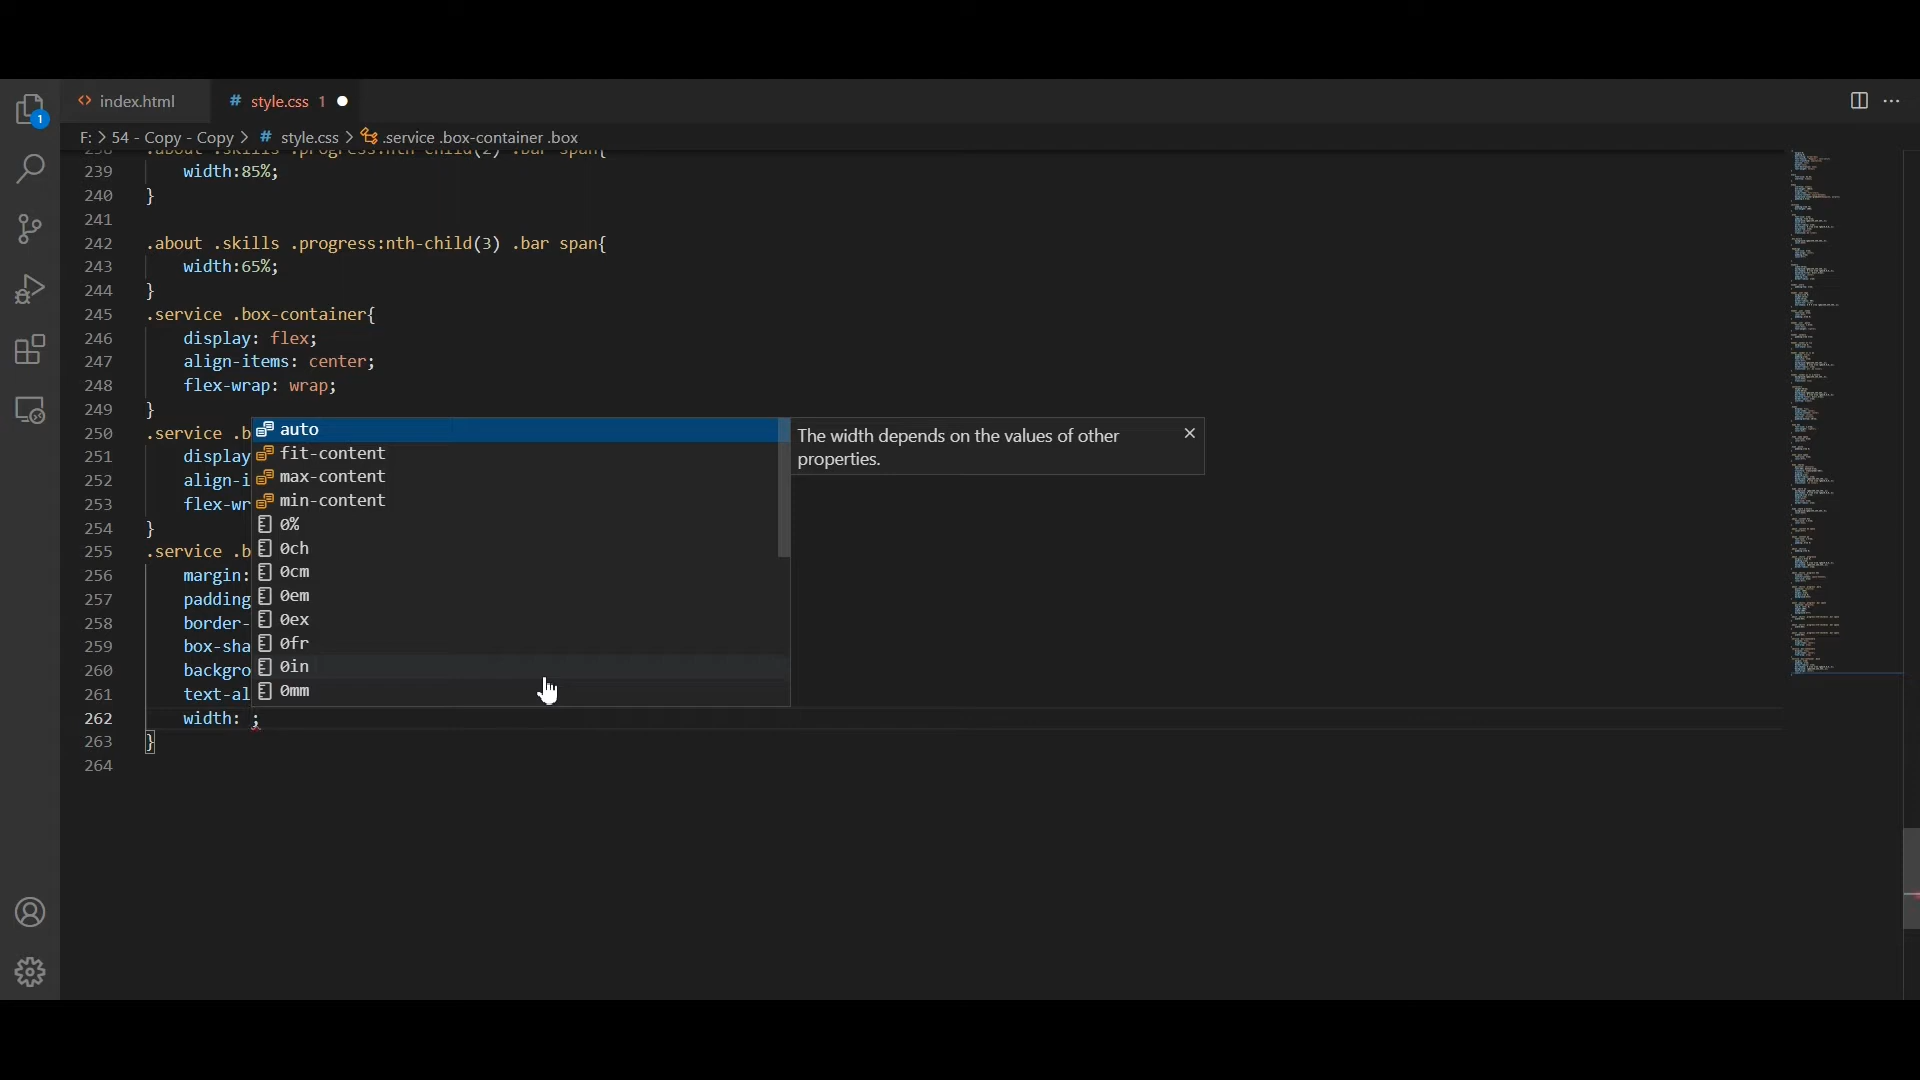 index.html
style.css 1
F: > 54 - Copy - Copy > # style.css > .service .box-container .box
239 width:85%;
240 }
241
242 .about .skills .progress:nth-child(3) .bar span{
243 width:65%;
244 }
245 .service .box-container{
246 display: flex;
247 align-items: center;
248 flex-wrap: wrap;
249 }
250 .service .b
251 display
252 align-i
253 flex-wr
254 }
255 .service .b
256 margin:
257 padding
258 border-
259 box-sha
260 backgro
261 text-al
262 width: ;
263 }
264
auto
fit-content
max-content
min-content
0%
0ch
0cm
0em
0ex
0fr
0in
0mm
The width depends on the values of other
properties.
1